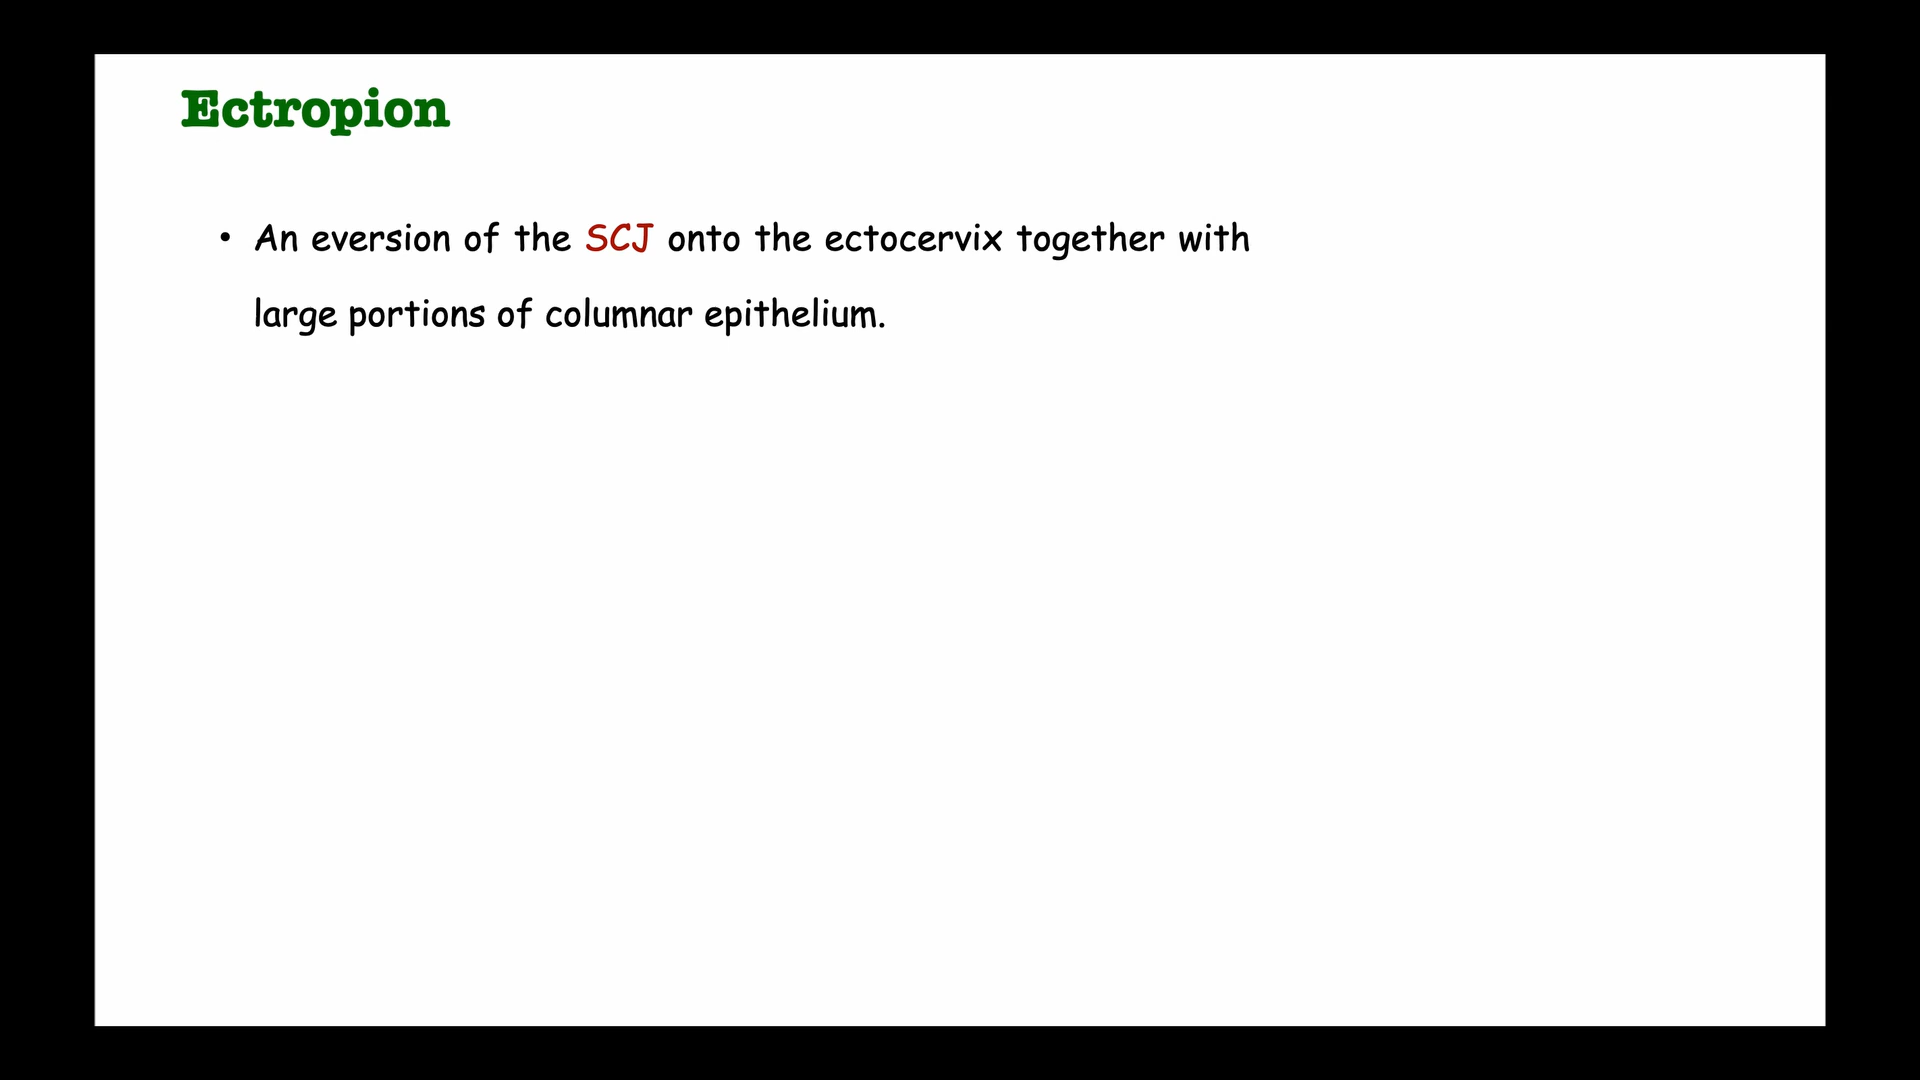 Ectropion
• An eversion of the SCJ onto the ectocervix together with
large portions of columnar epithelium.